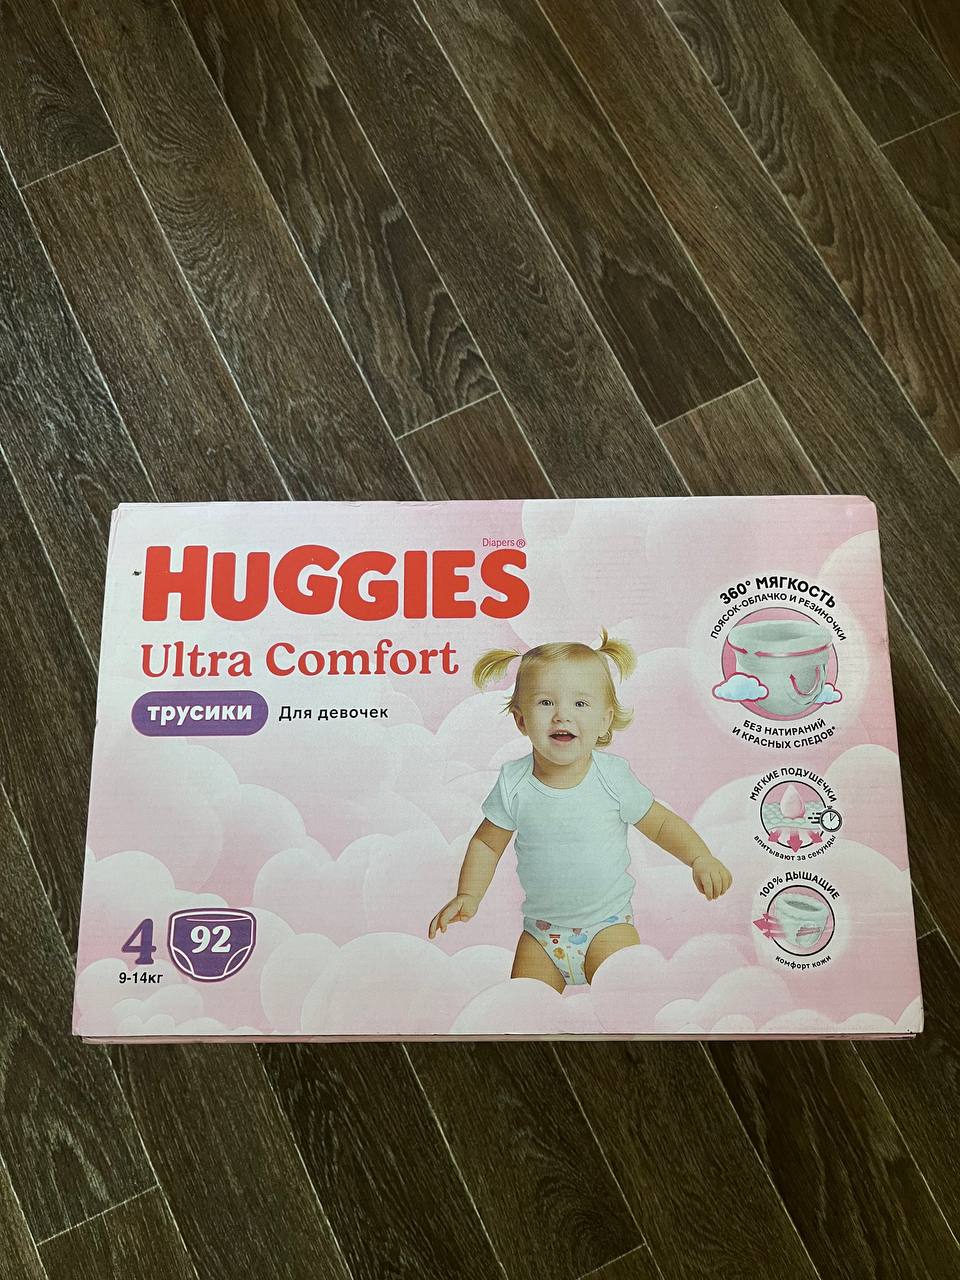 Diapers®
HUGGIES
Ultra Comfort
трусики Для девочек
4
9-14кг
92
360° МЯГКОСТЬ
ПОЯСОК-ОБЛАЧКО И РЕЗИНОЧКИ
БЕЗ НАТИРАНИЙ
И КРАСНЫХ СЛЕДОВ*
МЯГКИЕ ПОДУШЕЧКИ
впитывают за секунды
100% ДЫШАЩИЕ
комфорт кожи